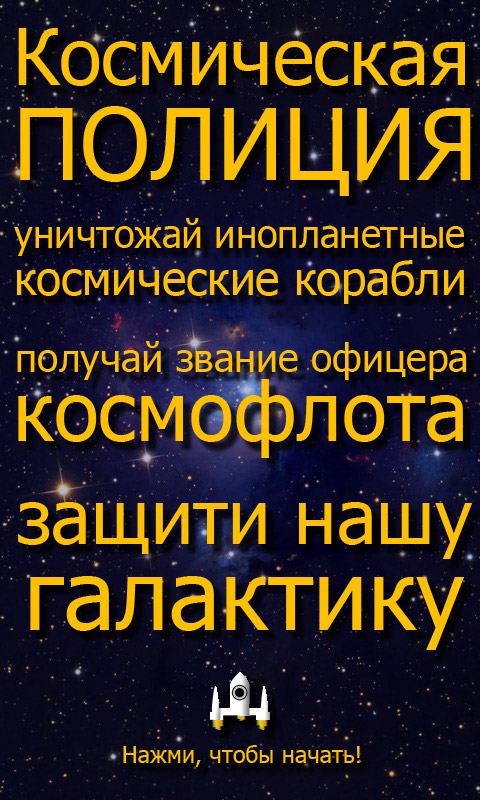 Космическая
ПОЛИЦИЯ
уничтожай инопланетные
космические корабли
получай звание офицера
космофлота
защити нашу
галактику
Нажми, чтобы начать!